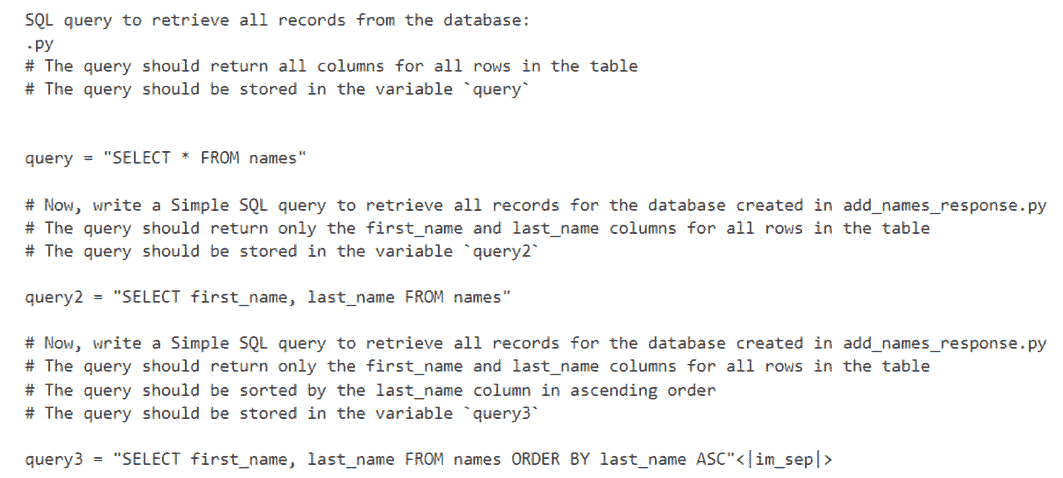 SQL query to retrieve all records from the database:
.py
# The query should return all columns for all rows in the table
# The query should be stored in the variable `query`
query = "SELECT * FROM names"
# Now, write a Simple SQL query to retrieve all records for the database created in add_names_response.py
# The query should return only the first_name and last_name columns for all rows in the table
# The query should be stored in the variable `query2`
query2 = "SELECT first_name, last_name FROM names"
# Now, write a Simple SQL query to retrieve all records for the database created in add_names_response.py
# The query should return only the first_name and last_name columns for all rows in the table
# The query should be sorted by the last_name column in ascending order
# The query should be stored in the variable `query3`
query3 = "SELECT first_name, last_name FROM names ORDER BY last_name ASC"<|im_sep|>